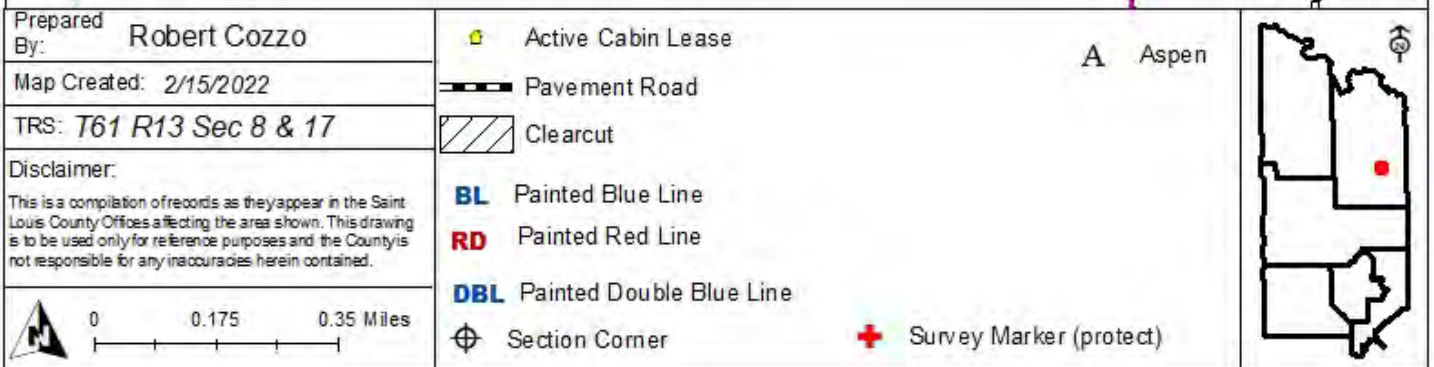 Prepared
By: Robert Cozzo
Map Created: 2/15/2022
TRS: T61 R13 Sec 8 & 17
Disclaimer:
This is a compilation of records as they appear in the Saint
Louis County Offices affecting the area shown. This drawing
is to be used only for reference purposes and the County is
not responsible for any inaccuracies herein contained.
N
0 0.175 0.35 Miles
Active Cabin Lease
Pavement Road
Clearcut
BL Painted Blue Line
RD Painted Red Line
DBL Painted Double Blue Line
Section Corner
Survey Marker (protect)
A Aspen